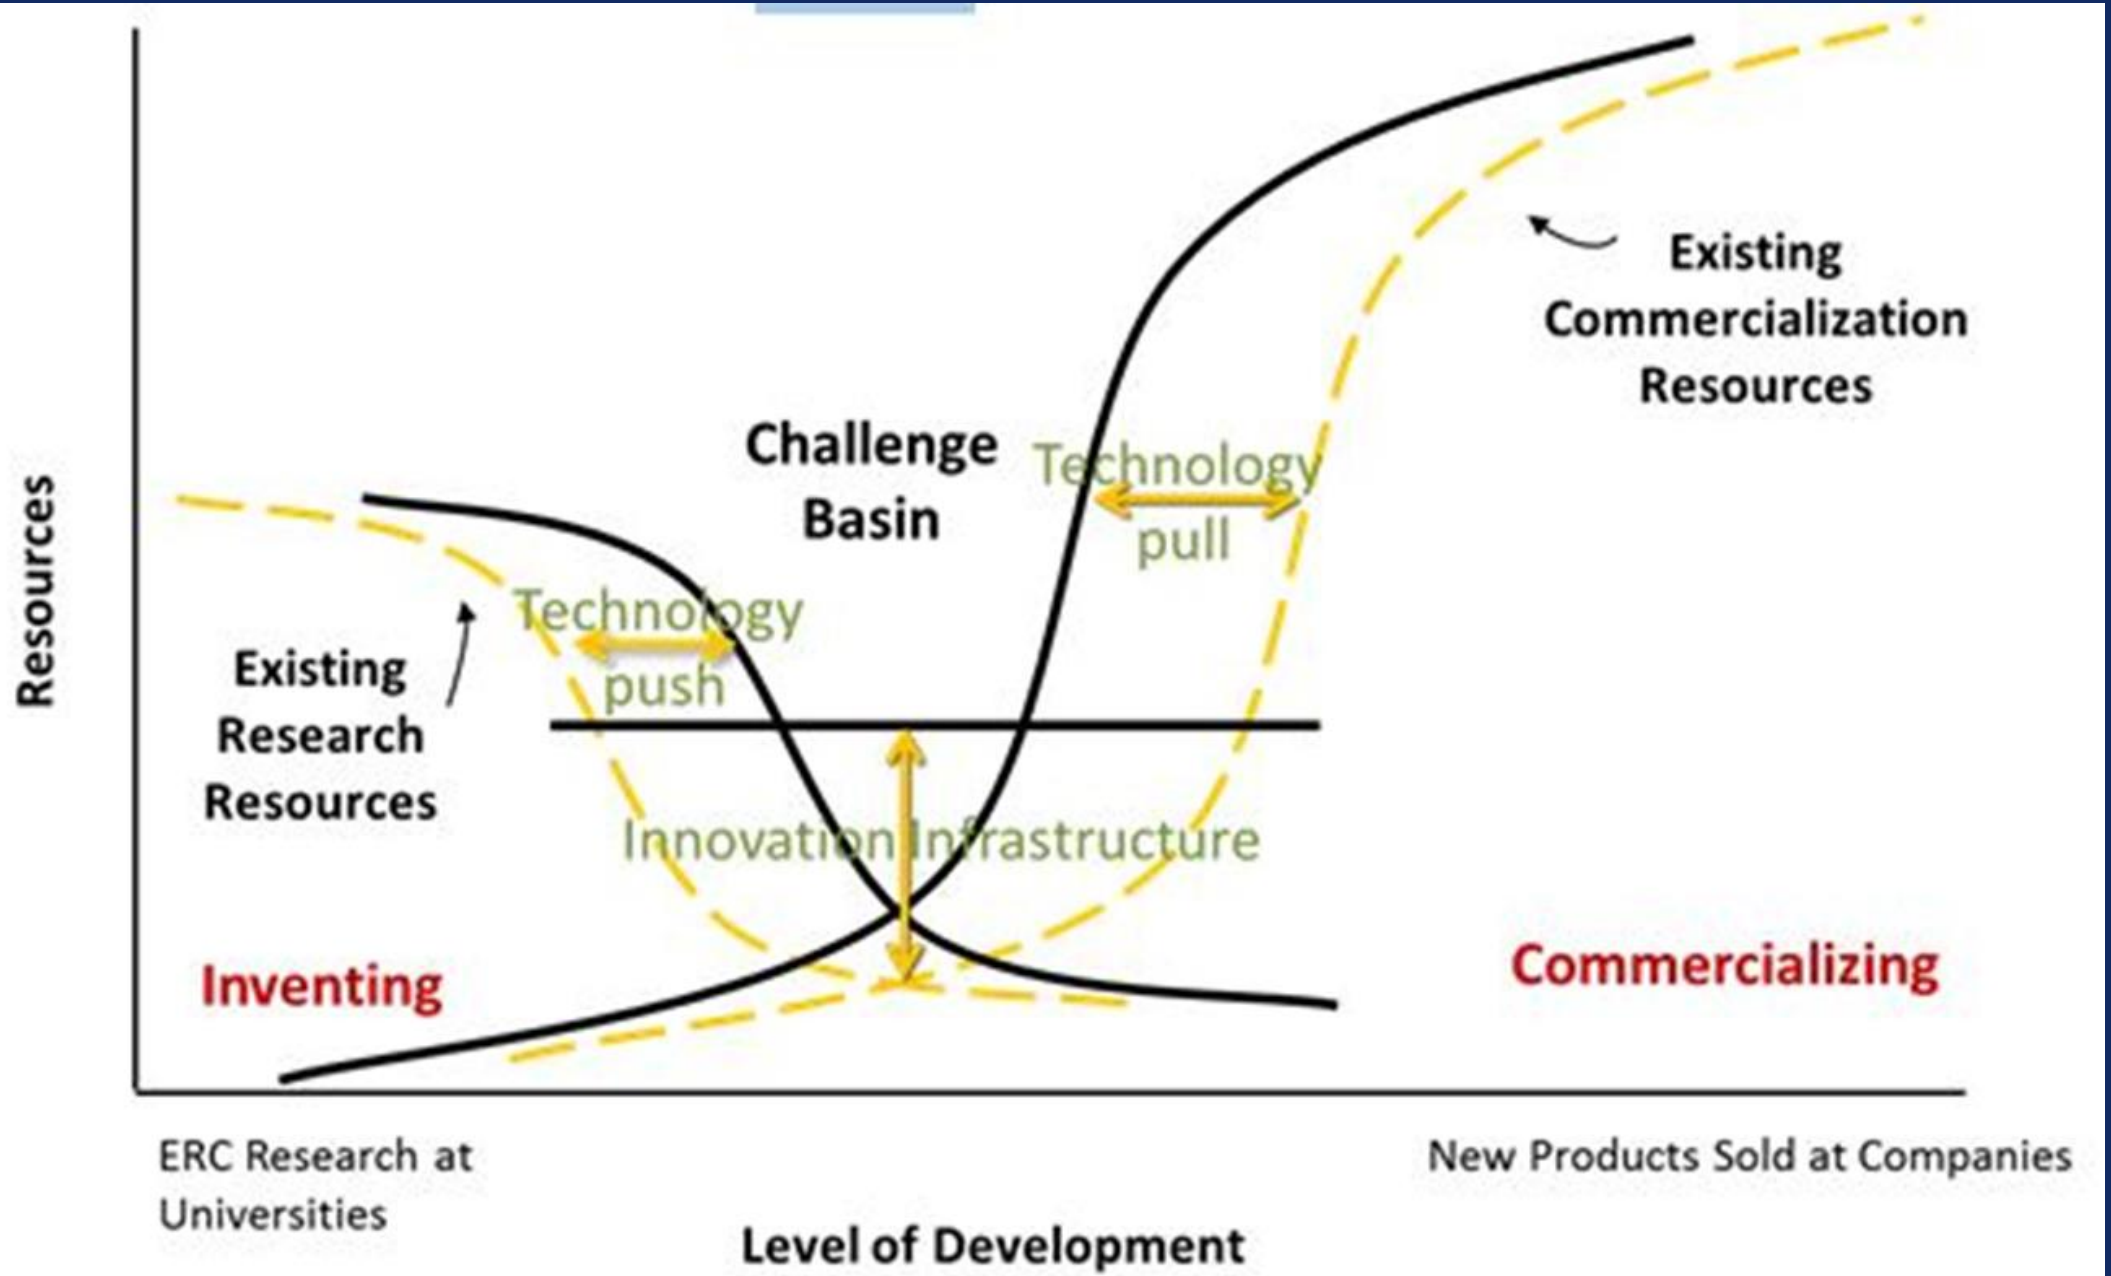 Resources
Existing
Commercialization
Resources
Challenge
Basin
Technology
pull
Technology
push
Existing
Research
Resources
Innovation Infrastructure
Inventing
Commercializing
ERC Research at
Universities
New Products Sold at Companies
Level of Development